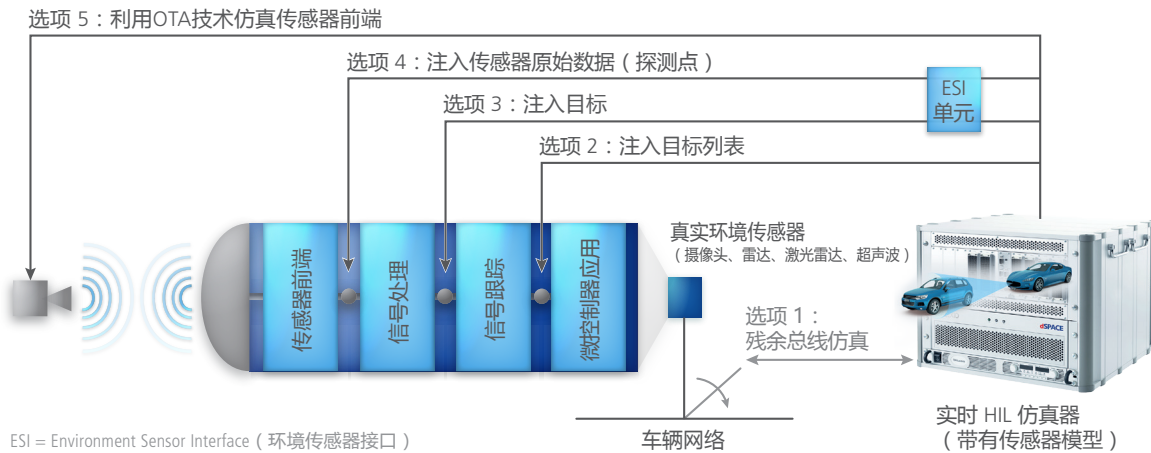 选项 5：利用OTA技术仿真传感器前端
选项 4：注入传感器原始数据（探测点）
选项 3：注入目标
选项 2：注入目标列表
ESI
单元
传感器前端
信号处理
信号跟踪
微控制器应用
真实环境传感器
（摄像头、雷达、激光雷达、超声波）
选项 1：
残余总线仿真
dSPACE
车辆网络
实时 HIL 仿真器
（带有传感器模型）
ESI = Environment Sensor Interface（环境传感器接口）